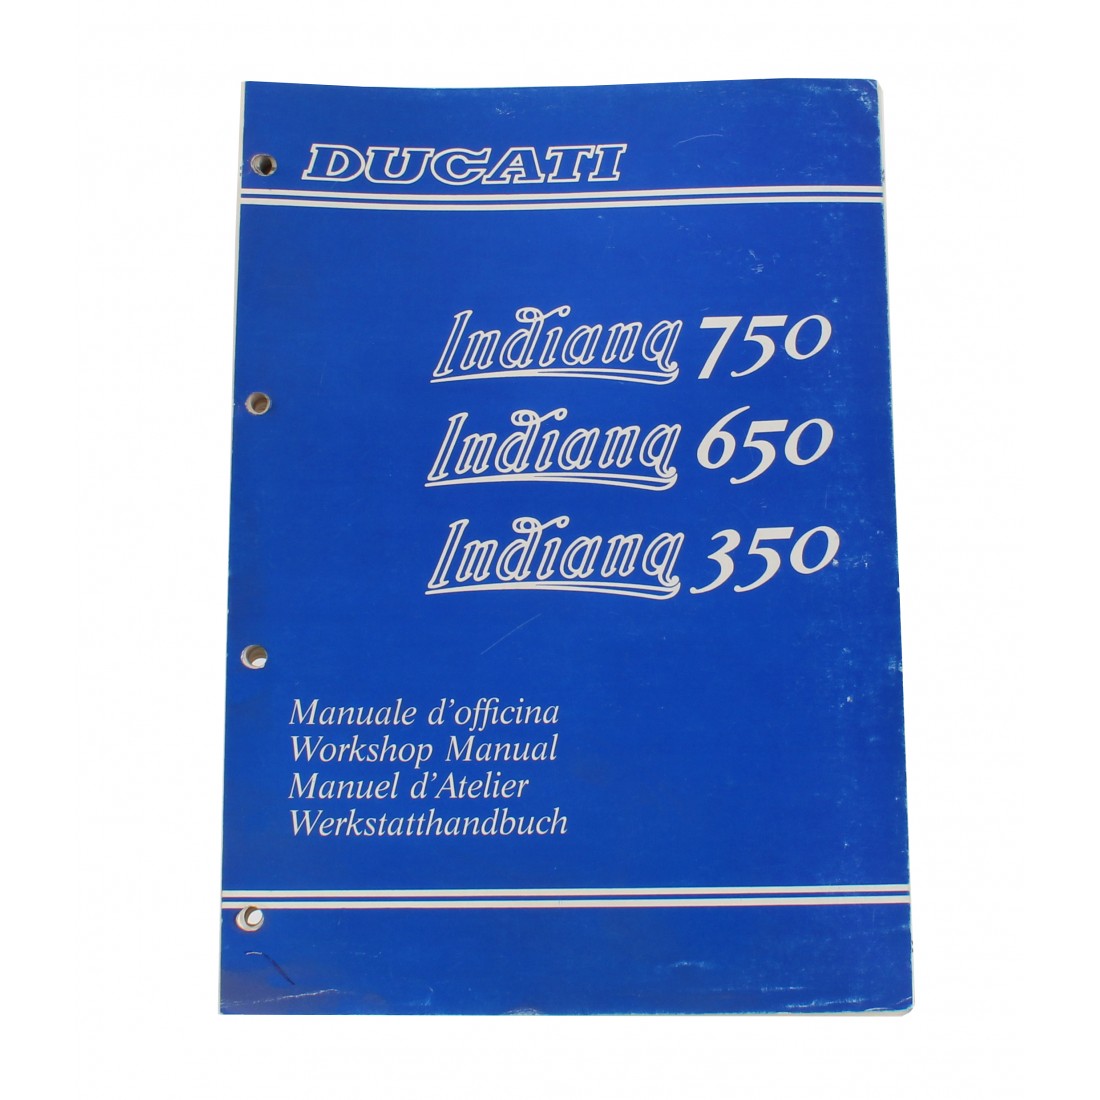 DUCATI
Indiana 750
Indiana 650
Indiana 350
Manuale d'officina
Workshop Manual
Manuel d'Atelier
Werkstatthandbuch